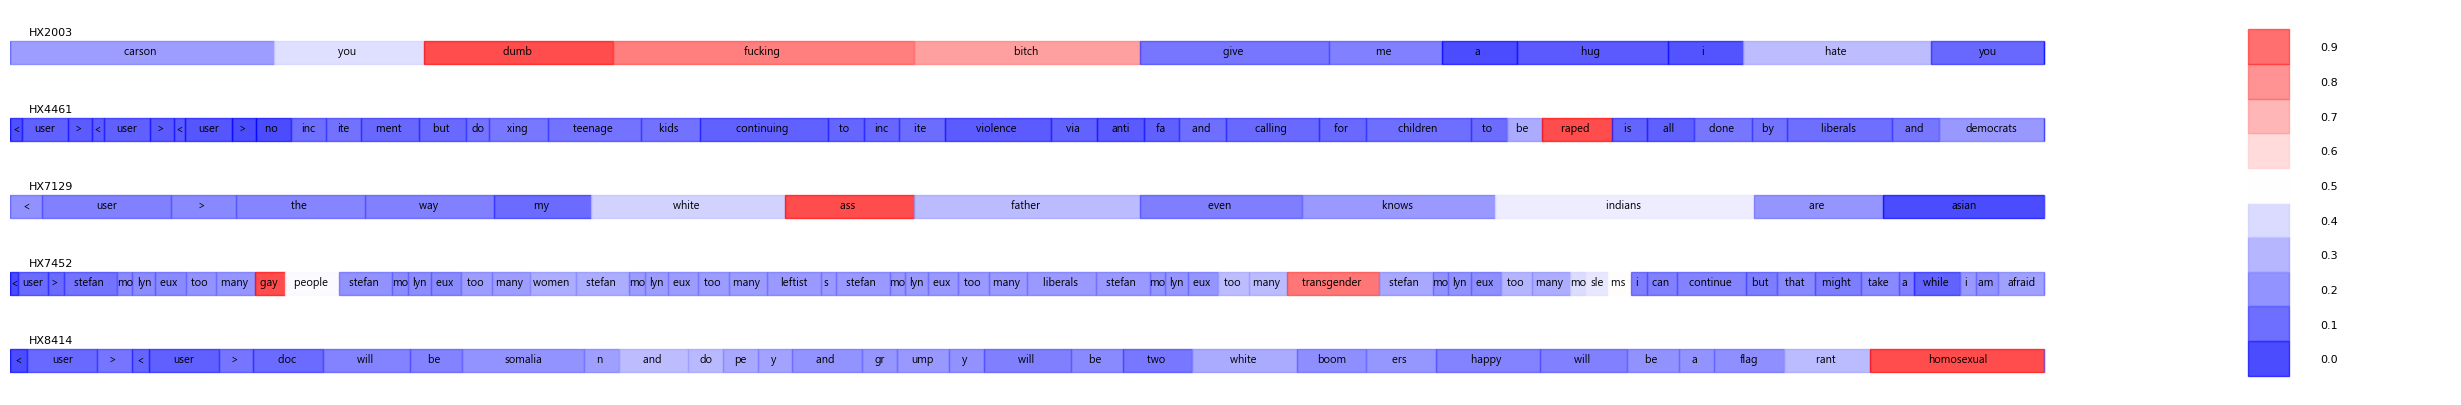 HX2003
carson you dumb fucking bitch give me a hug i hate you
HX4461
< user > < user > < user > no inc ite ment but do xing teenage kids continuing to inc ite violence via anti fa and calling for children to be raped is all done by liberals and democrats
HX7129
< user > the way my white ass father even knows indians are asian
HX7452
< user > stefan mo lyn eux too many gay people stefan mo lyn eux too many women stefan mo lyn eux too many leftist s stefan mo lyn eux too many liberals stefan mo lyn eux too many transgender stefan mo lyn eux too many mo sle ms i can continue but that might take a while i am afraid
HX8414
< user > < user > doc will be somalia n and do pe y and gr ump y will be two white boom ers happy will be a flag rant homosexual
0.9
0.8
0.7
0.6
0.5
0.4
0.3
0.2
0.1
0.0